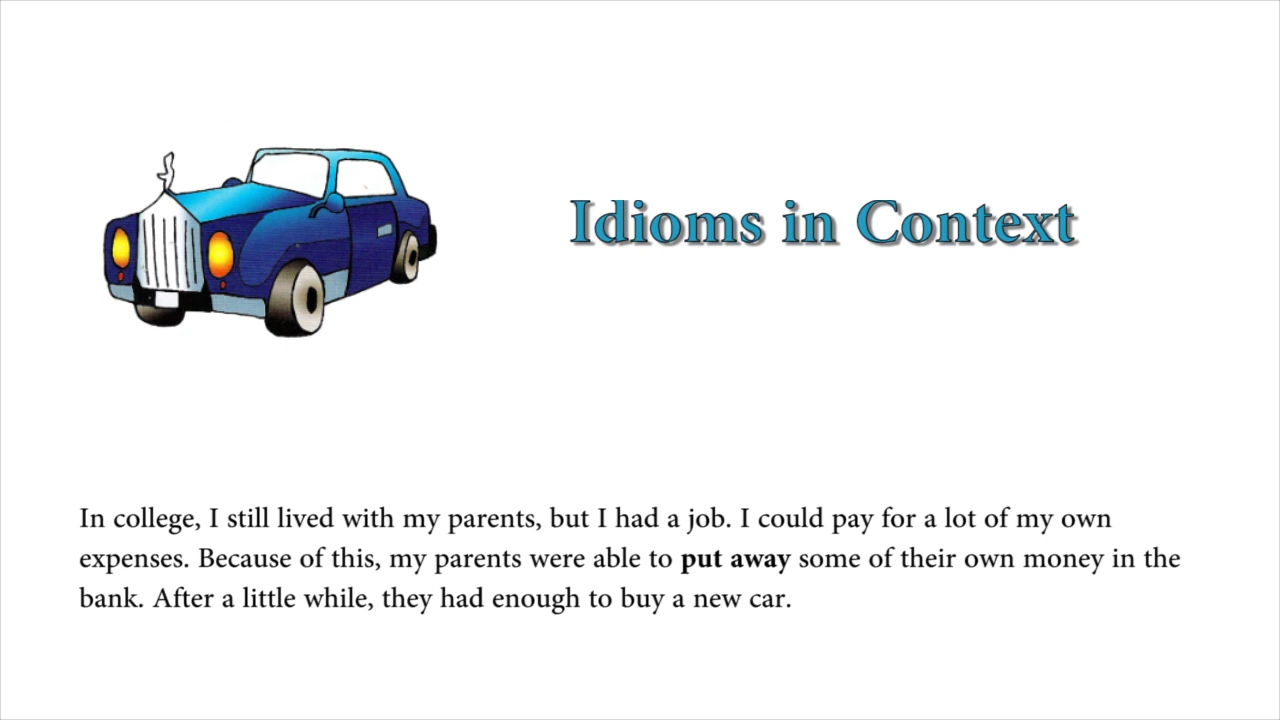 Idioms in Context
In college, I still lived with my parents, but I had a job. I could pay for a lot of my own
expenses. Because of this, my parents were able to put away some of their own money in the
bank. After a little while, they had enough to buy a new car.